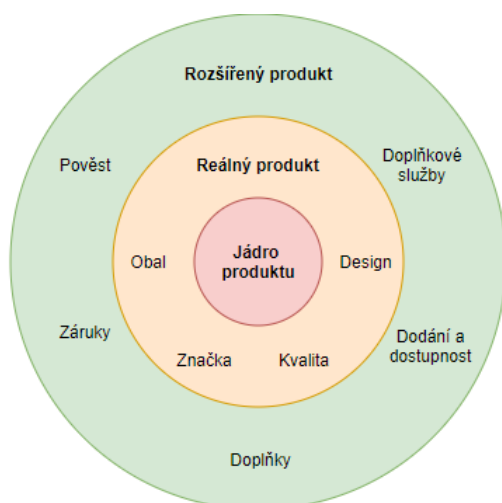 Rozšířený produkt
Pověst
Reálný produkt
Doplňkové
služby
Obal
Jádro
produktu
Design
Záruky
Značka
Kvalita
Dodání a
dostupnost
Doplňky